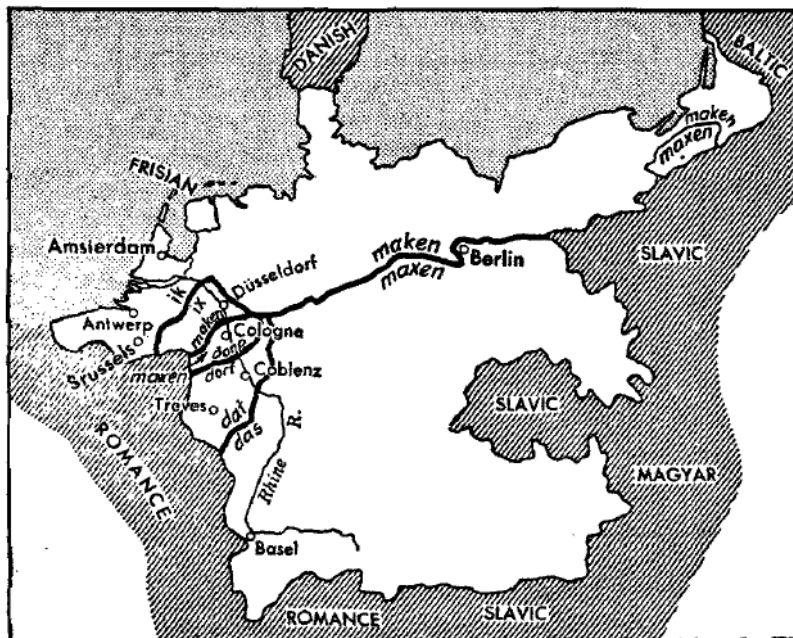 DANISH
BALTIC
maken
maxen
FRISIAN
Amsterdam
maken
maxen
Berlin
SLAVIC
ik
ix
Düsseldorf
Antwerp
maken
Cologne
Brussels
maxen
dorp
dorf
Coblenz
Treves
dat
das
SLAVIC
ROMANCE
Rhine R.
MAGYAR
Basel
ROMANCE
SLAVIC